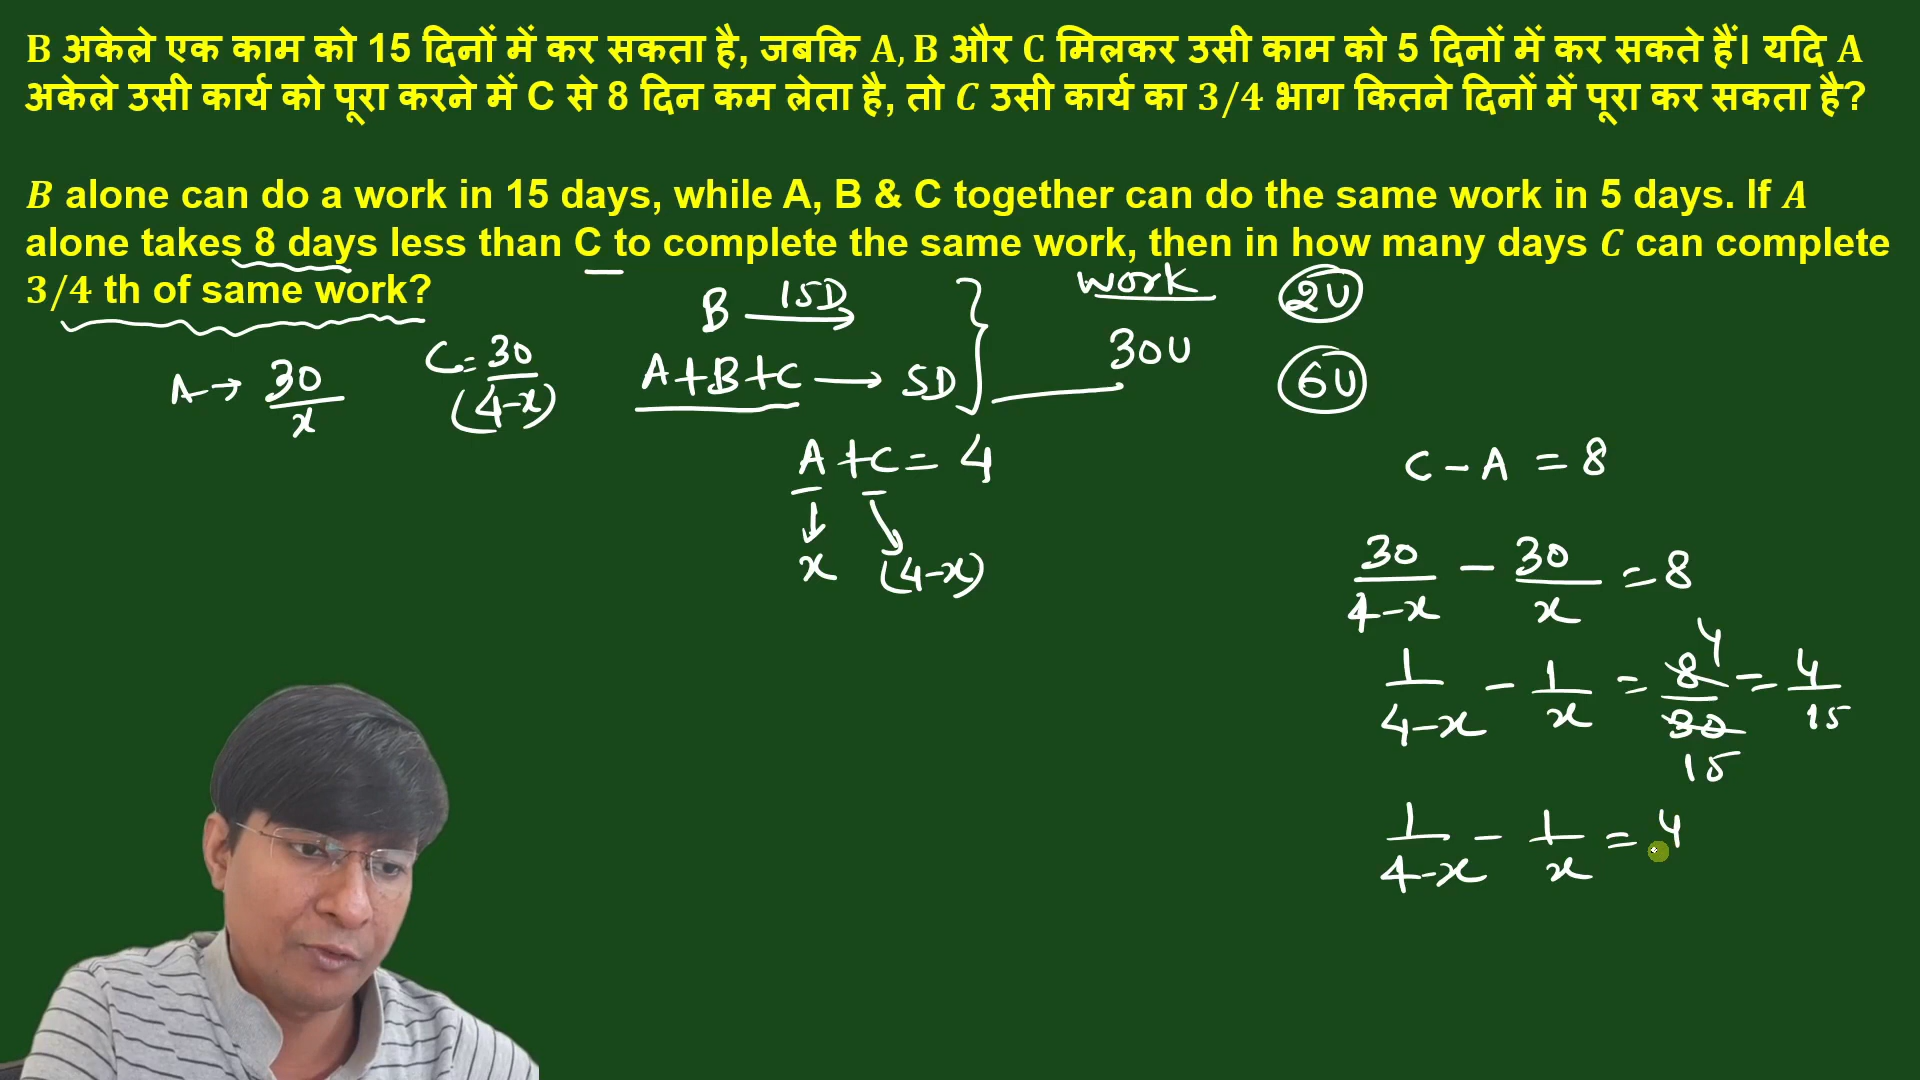 B अकेले एक काम को 15 दिनों में कर सकता है, जबकि A, B और C मिलकर उसी काम को 5 दिनों में कर सकते हैं। यदि A
अकेले उसी कार्य को पूरा करने में C से 8 दिन कम लेता है, तो C उसी कार्य का 3/4 भाग कितने दिनों में पूरा कर सकता है?
B alone can do a work in 15 days, while A, B & C together can do the same work in 5 days. If A
alone takes 8 days less than C to complete the same work, then in how many days C can complete
3/4 th of same work?
B → 15D
A+B+C → 5D
work
30U
2U
6U
A → 30/x
C = 30/(4-x)
A + C = 4
x (4-x)
C - A = 8
30/4-x - 30/x = 8
1/4-x - 1/x = 8/30 = 4/15
4
15
1/4-x - 1/x = 4